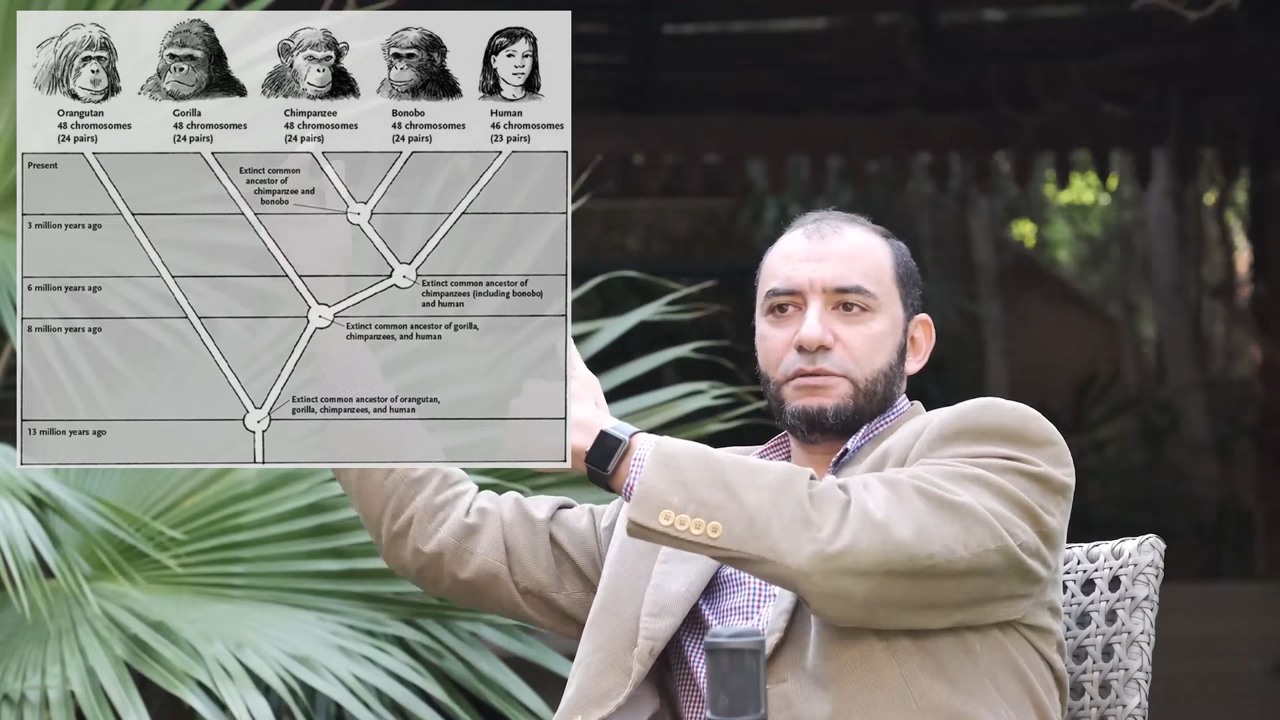 Orangutan
48 chromosomes
(24 pairs)
Gorilla
48 chromosomes
(24 pairs)
Chimpanzee
48 chromosomes
(24 pairs)
Bonobo
48 chromosomes
(24 pairs)
Human
46 chromosomes
(23 pairs)
Present
Extinct common
ancestor of
chimpanzee and
bonobo
3 million years ago
6 million years ago
Extinct common ancestor of
chimpanzees (including bonobo)
and human
8 million years ago
Extinct common ancestor of gorilla,
chimpanzees, and human
Extinct common ancestor of orangutan,
gorilla, chimpanzees, and human
13 million years ago